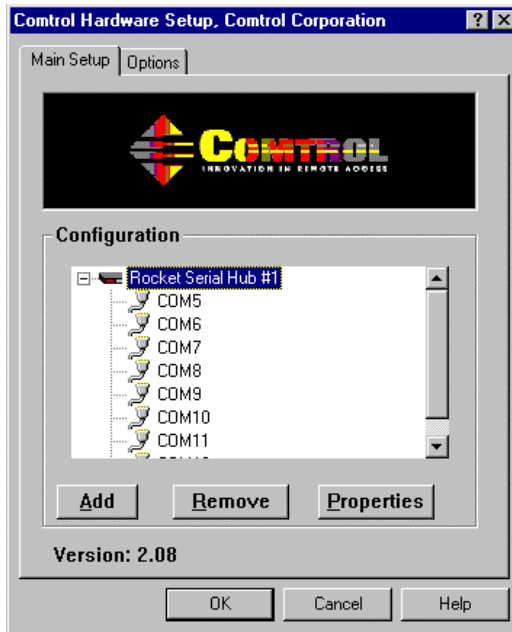 Comtrol Hardware Setup, Comtrol Corporation
Main Setup
Options
COMTROL
INNOVATION IN REMOTE ACCESS
Configuration
Rocket Serial Hub #1
COM5
COM6
COM7
COM8
COM9
COM10
COM11
Add
Remove
Properties
Version: 2.08
OK
Cancel
Help